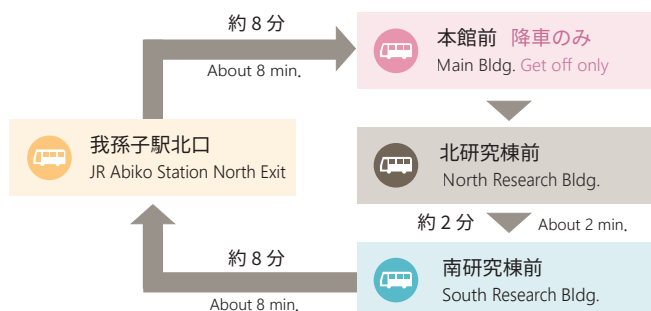 約 8 分
About 8 min.
本館前 降車のみ
Main Bldg. Get off only
我孫子駅北口
JR Abiko Station North Exit
北研究棟前
North Research Bldg.
約 2 分 About 2 min.
南研究棟前
South Research Bldg.
約 8 分
About 8 min.